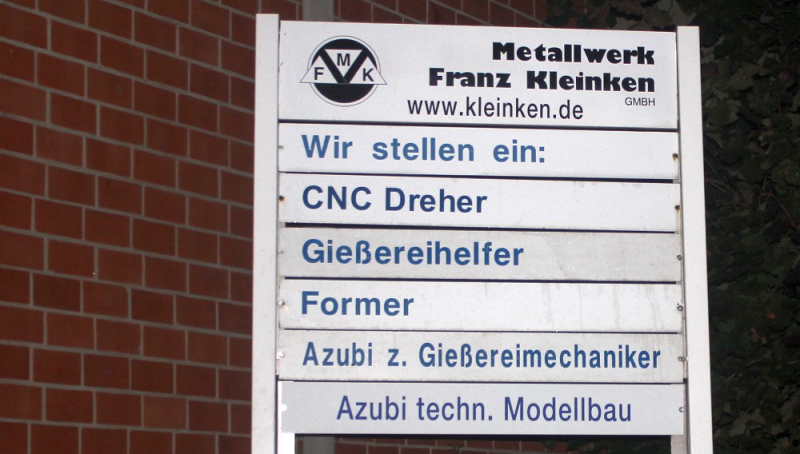 FMK
Metallwerk
Franz Kleinken
GMBH
www.kleinken.de
Wir stellen ein:
CNC Dreher
Gießereihelfer
Former
Azubi z. Gießereimechaniker
Azubi techn. Modellbau